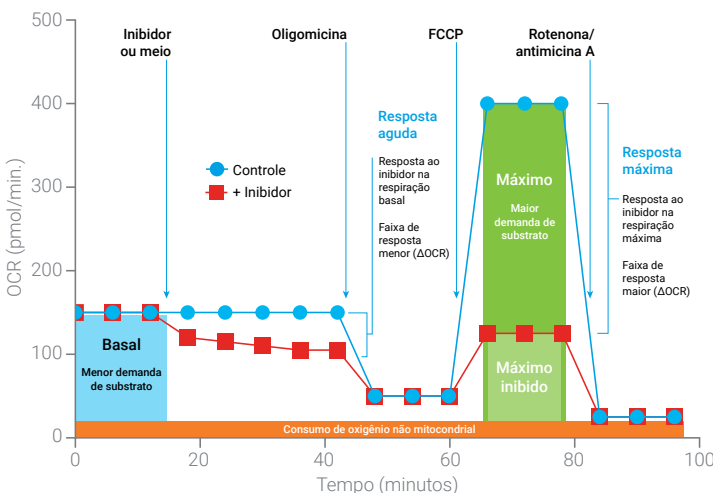 500
400
300
200
100
0
OCR (pmol/min.)
0
20
40
60
80
100
Tempo (minutos)
Inibidor
ou meio
Oligomicina
FCCP
Rotenona/
antimicina A
Controle
+ Inibidor
Resposta
aguda
Resposta ao
inibidor na
respiração
basal
Faixa de
resposta
menor (ΔOCR)
Máximo
Maior
demanda de
substrato
Máximo
inibido
Resposta
máxima
Resposta ao
inibidor na
respiração
máxima
Faixa de
resposta
maior (ΔOCR)
Basal
Menor demanda
de substrato
Consumo de oxigênio não mitocondrial